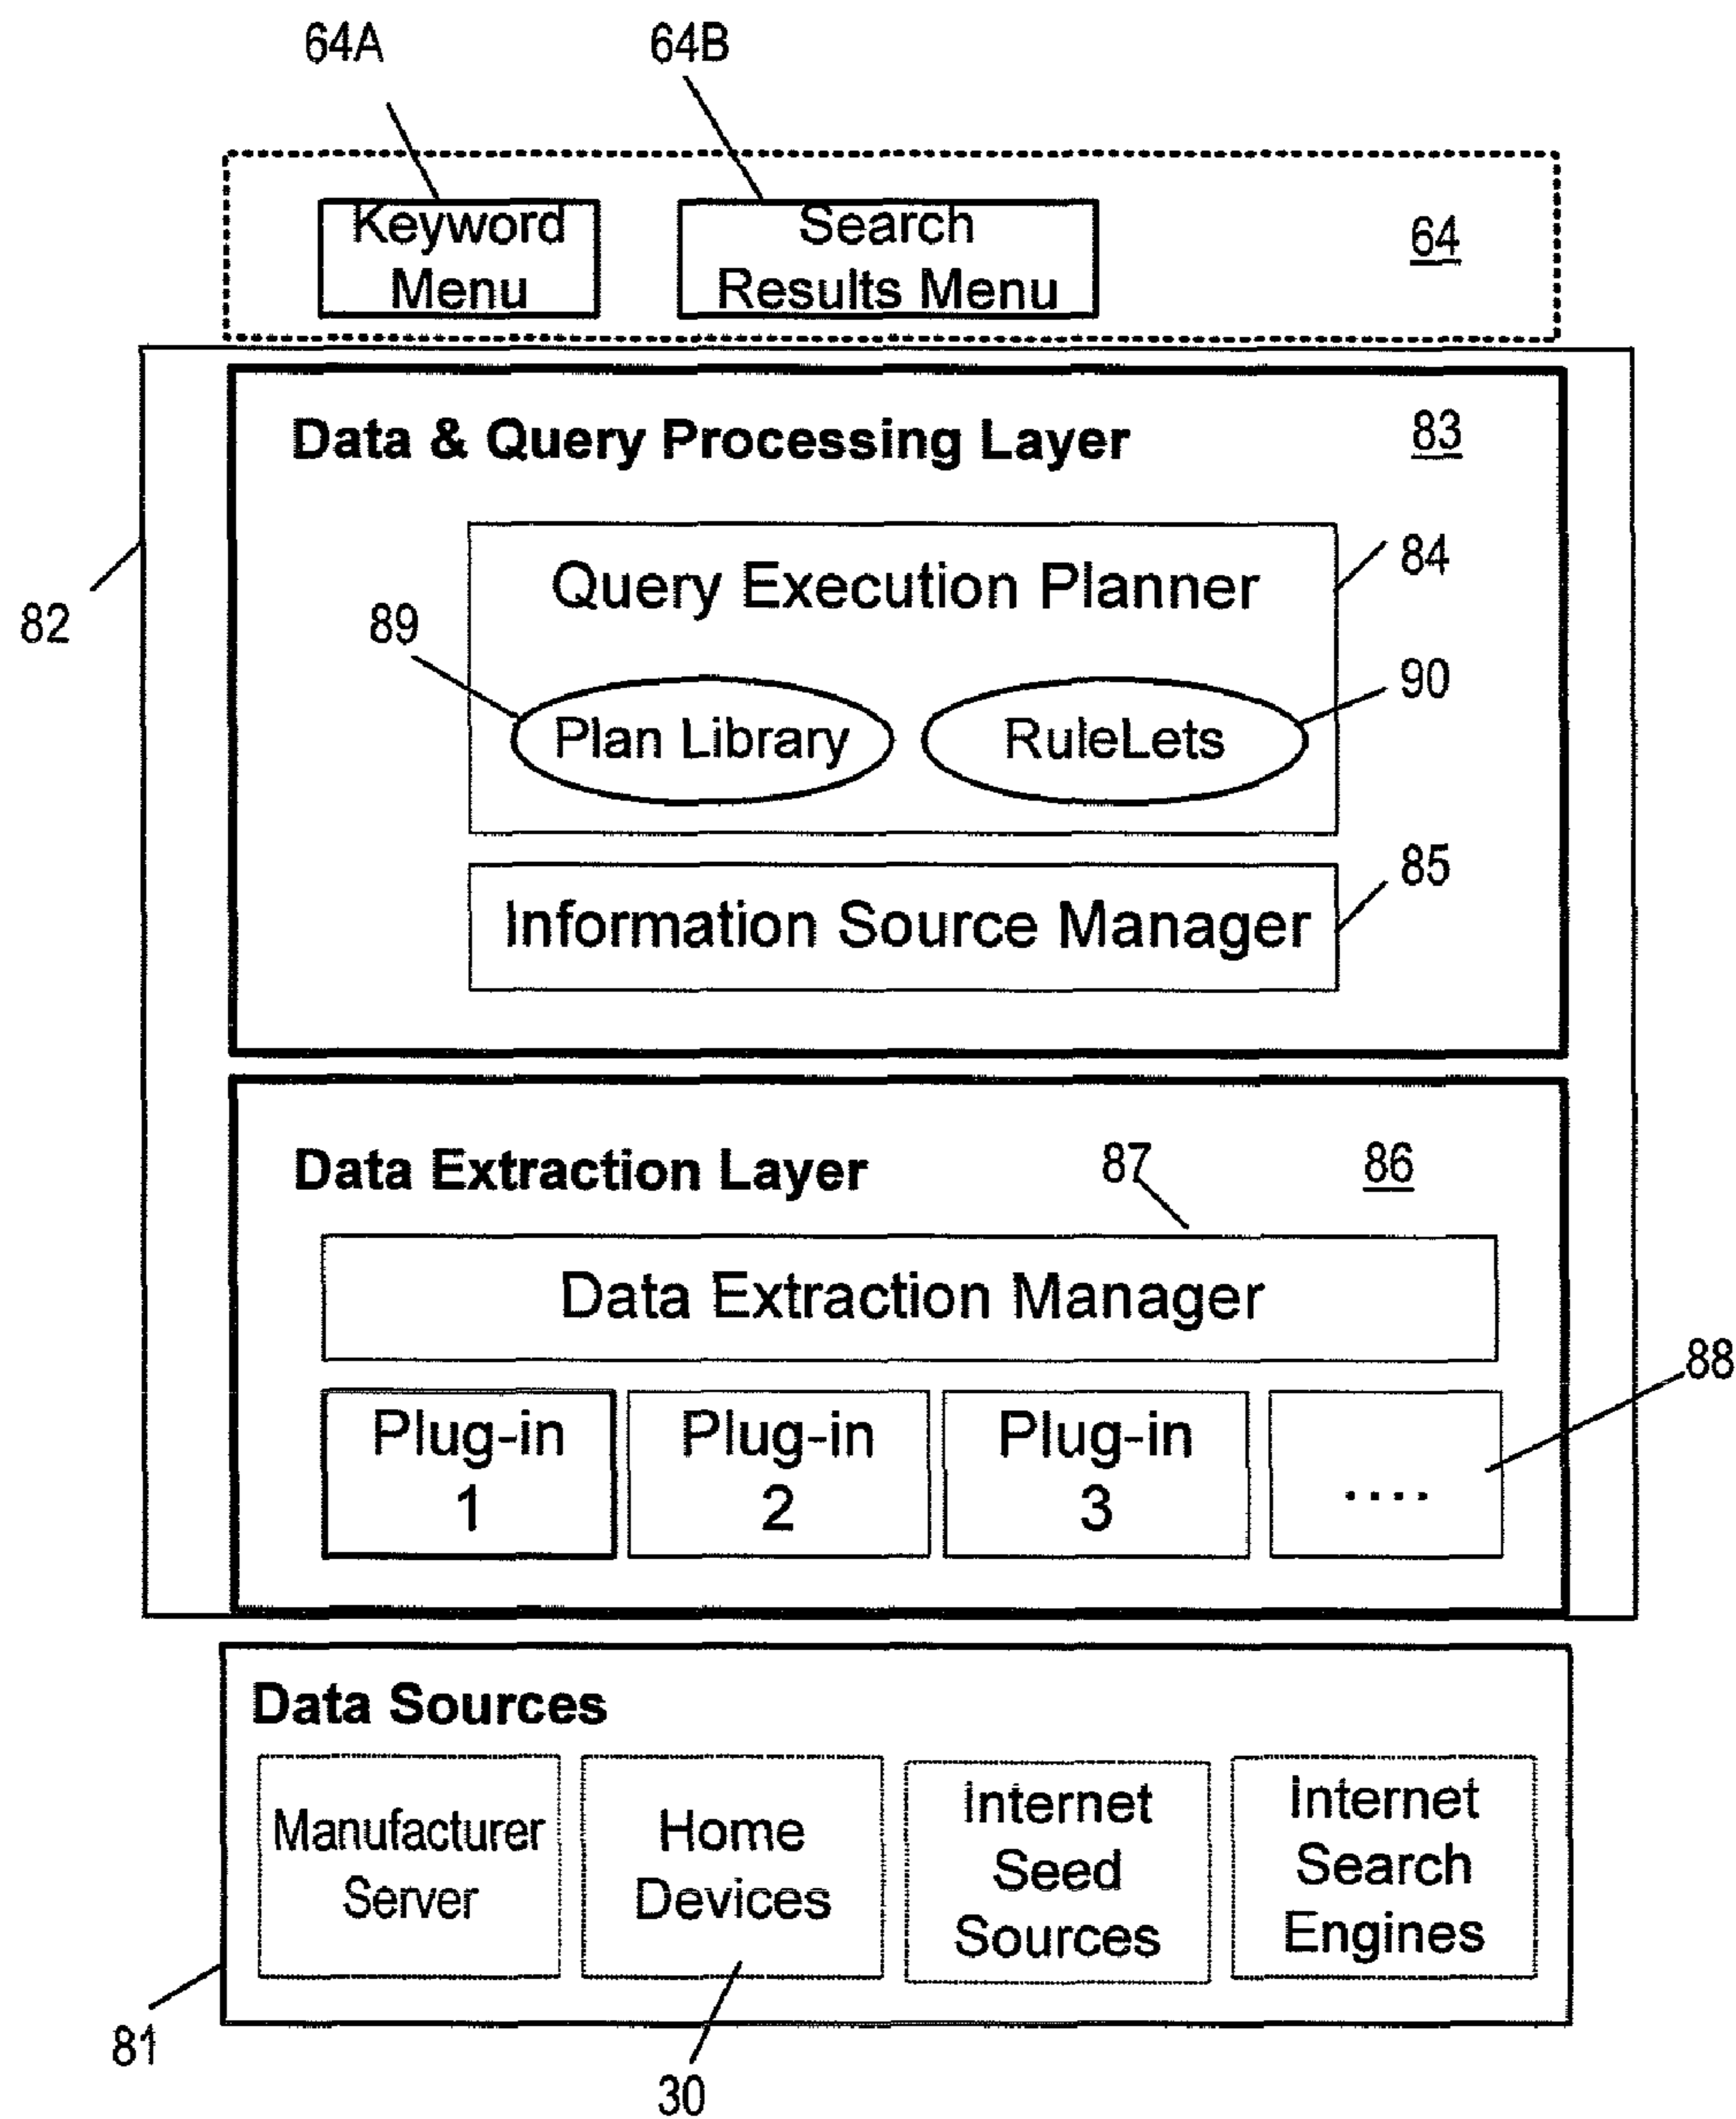 64A
64B
Keyword
Menu
Search
Results Menu
64
Data & Query Processing Layer
83
82
Query Execution Planner
84
89
Plan Library
RuleLets
90
Information Source Manager
85
Data Extraction Layer
87
86
Data Extraction Manager
88
Plug-in
1
Plug-in
2
Plug-in
3
....
Data Sources
Manufacturer
Server
Home
Devices
Internet
Seed
Sources
Internet
Search
Engines
81
30